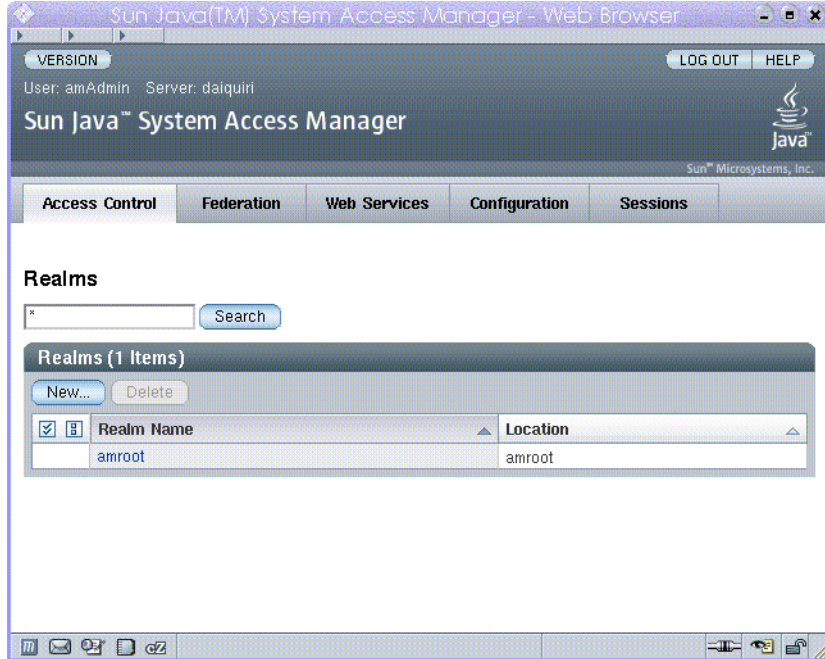 Sun Java(TM) System Access Manager - Web Browser
VERSION
LOG OUT HELP
User: amAdmin Server: daiquiri
Sun Java™ System Access Manager
Java™
Sun™ Microsystems, Inc.
Access Control Federation Web Services Configuration Sessions
Realms
* Search
Realms (1 Items)
New... Delete
Realm Name Location
amroot amroot